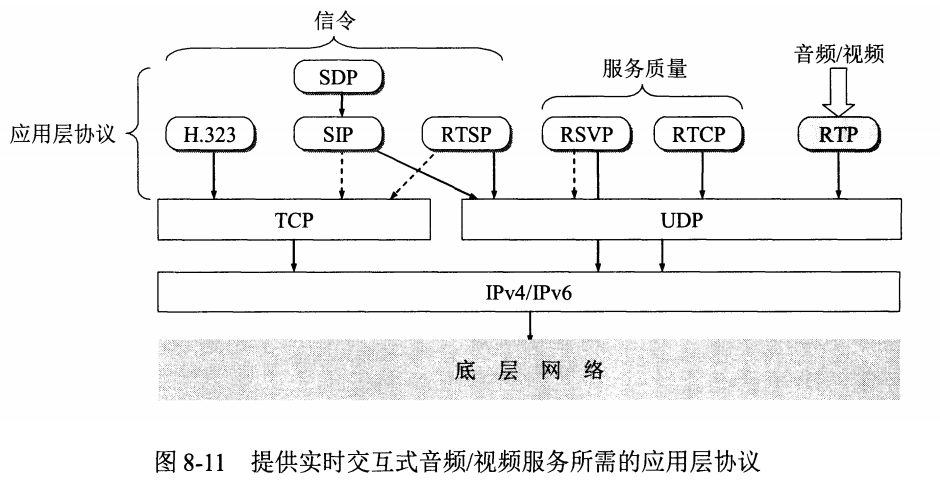 信令
音频/视频
服务质量
SDP
应用层协议
H.323 SIP RTSP RSVP RTCP RTP
TCP UDP
IPv4/IPv6
底 层 网 络
图 8-11 提供实时交互式音频/视频服务所需的应用层协议